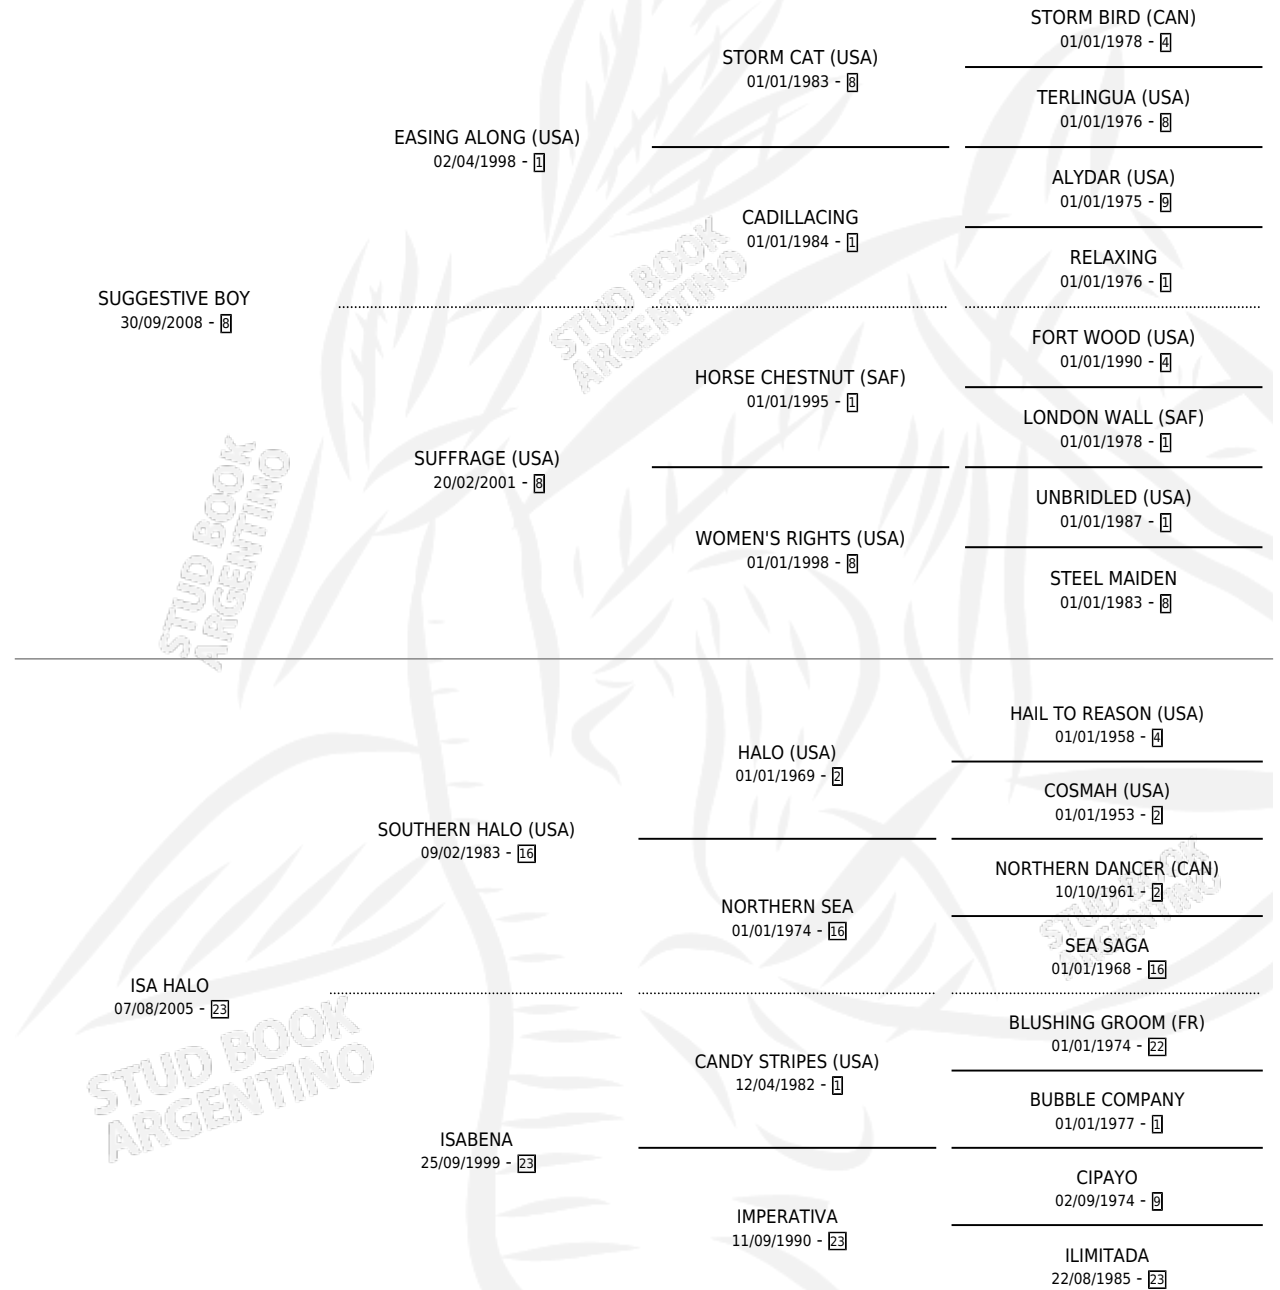 STORM BIRD (CAN)
01/01/1978 - 4
STORM CAT (USA)
01/01/1983 - 8
TERLINGUA (USA)
01/01/1976 - 8
EASING ALONG (USA)
02/04/1998 - 1
ALYDAR (USA)
01/01/1975 - 9
CADILLACING
01/01/1984 - 1
RELAXING
01/01/1976 - 1
SUGGESTIVE BOY
30/09/2008 - 8
FORT WOOD (USA)
01/01/1990 - 4
HORSE CHESTNUT (SAF)
01/01/1995 - 1
LONDON WALL (SAF)
01/01/1978 - 1
SUFFRAGE (USA)
20/02/2001 - 8
UNBRIDLED (USA)
01/01/1987 - 1
WOMEN'S RIGHTS (USA)
01/01/1998 - 8
STEEL MAIDEN
01/01/1983 - 8
STUD BOOK
ARGENTINO
STUD BOOK
ARGENTINO
HAIL TO REASON (USA)
01/01/1958 - 4
HALO (USA)
01/01/1969 - 2
COSMAH (USA)
01/01/1953 - 2
SOUTHERN HALO (USA)
09/02/1983 - 16
NORTHERN DANCER (CAN)
10/10/1961 - 2
NORTHERN SEA
01/01/1974 - 16
SEA SAGA
01/01/1968 - 16
STUD BOOK
ARGENTINO
ISA HALO
07/08/2005 - 23
BLUSHING GROOM (FR)
01/01/1974 - 22
CANDY STRIPES (USA)
12/04/1982 - 1
BUBBLE COMPANY
01/01/1977 - 1
ISABENA
25/09/1999 - 23
CIPAYO
02/09/1974 - 9
IMPERATIVA
11/09/1990 - 23
ILIMITADA
22/08/1985 - 23
STUD BOOK
ARGENTINO